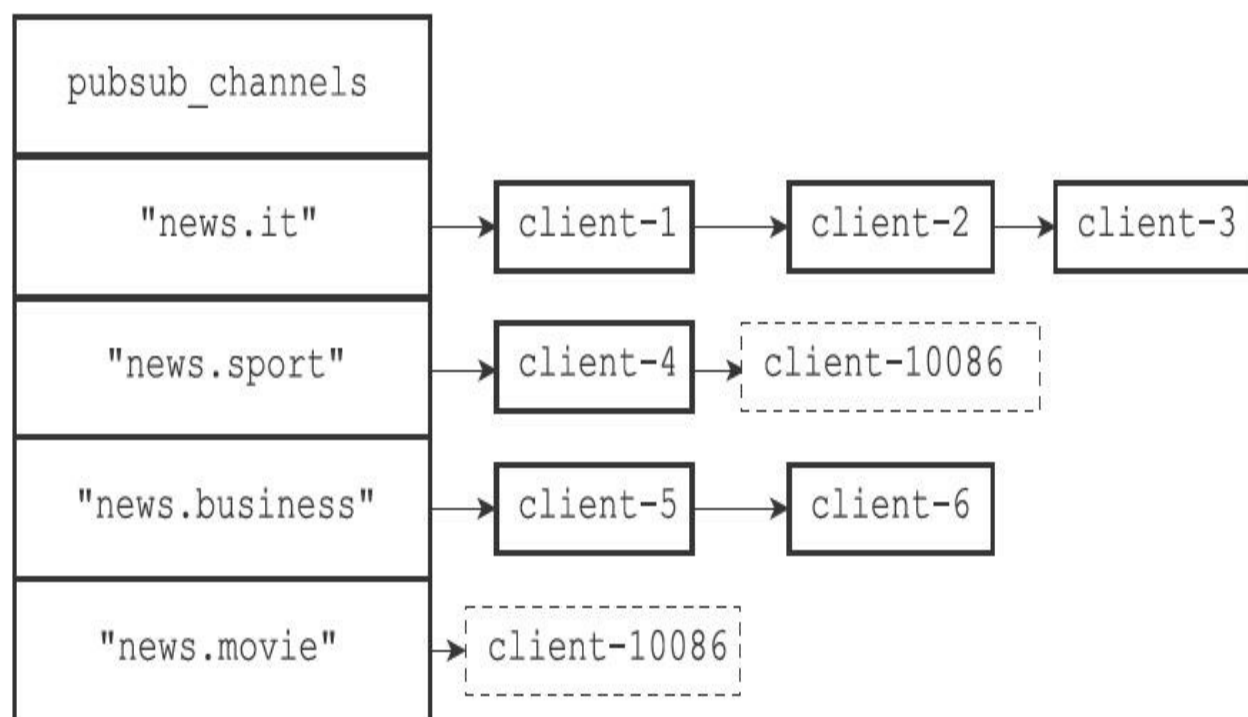 pubsub_channels
"news.it" client-1 client-2 client-3
"news.sport" client-4 client-10086
"news.business" client-5 client-6
"news.movie" client-10086